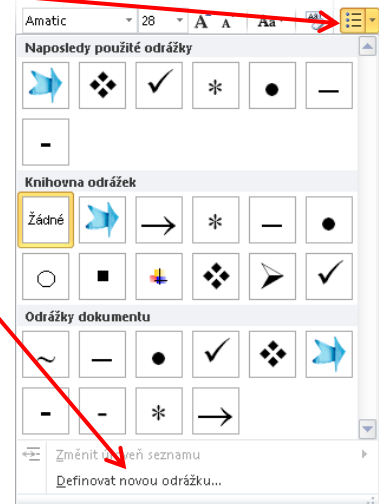 Amatic 28 A A Aa
Naposledy použité odrážky
Knihovna odrážek
Žádné
Odrážky dokumentu
Změnit úroveň seznamu
Definovat novou odrážku...